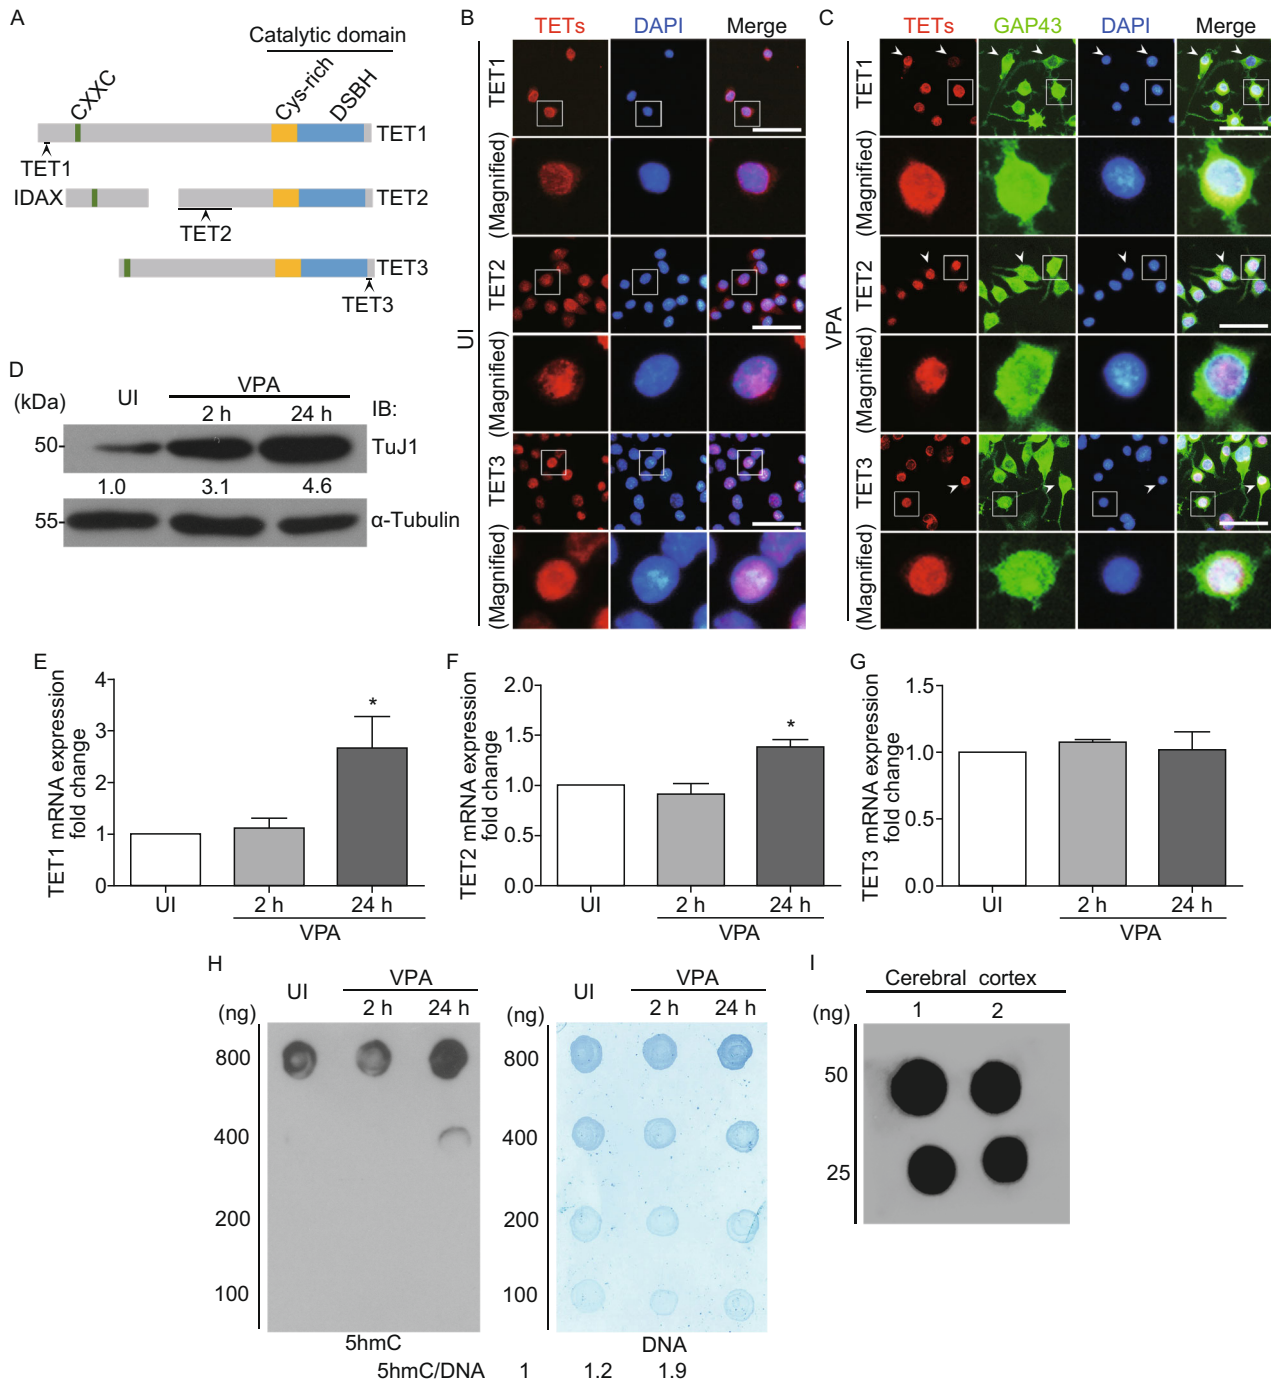 A
Catalytic domain
CXXC
Cys-rich
DSBH
TET1
TET1
IDAX
TET2
TET2
TET3
TET3
B
TETs DAPI Merge
UI
TET1
(Magnified)
TET2
(Magnified)
TET3
(Magnified)
C
TETs GAP43 DAPI Merge
VPA
TET1
(Magnified)
TET2
(Magnified)
TET3
(Magnified)
D
(kDa) UI VPA
2 h 24 h IB:
50- TuJ1
1.0 3.1 4.6
55- α-Tubulin
E
TET1 mRNA expression
fold change
4
3
2
1
0
*
UI 2 h 24 h
VPA
F
TET2 mRNA expression
fold change
2.0
1.5
1.0
0.5
0.0
*
UI 2 h 24 h
VPA
G
TET3 mRNA expression
fold change
1.5
1.0
0.5
0.0
UI 2 h 24 h
VPA
H
UI VPA
(ng) 2 h 24 h
800
400
200
100
5hmC
UI VPA
(ng) 2 h 24 h
800
400
200
100
DNA
5hmC/DNA 1 1.2 1.9
I
Cerebral cortex
(ng) 1 2
50
25